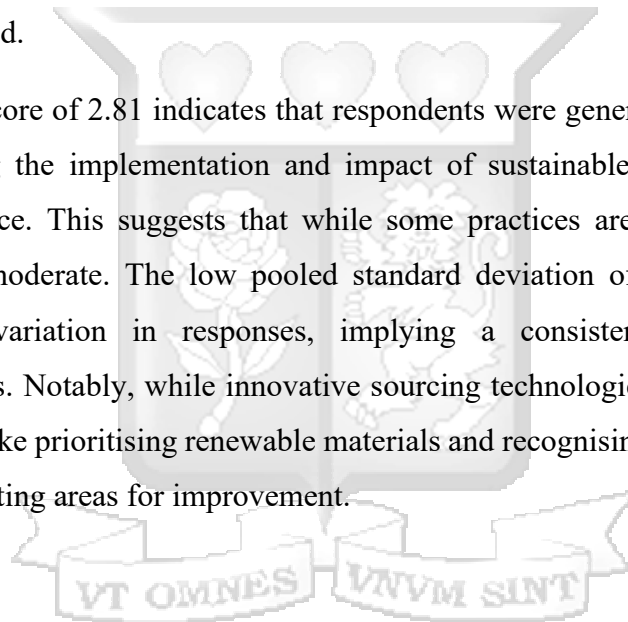 d.
core of 2.81 indicates that respondents were gener
the implementation and impact of sustainable
ce. This suggests that while some practices are
moderate. The low pooled standard deviation of
variation in responses, implying a consisten
s. Notably, while innovative sourcing technologi
ke prioritising renewable materials and recognisin
ting areas for improvement.
VT OMNES VNVM SINT